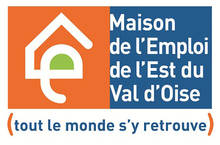 Maison
de l'Emploi
de l'Est du
Val d'Oise
(tout le monde s'y retrouve)